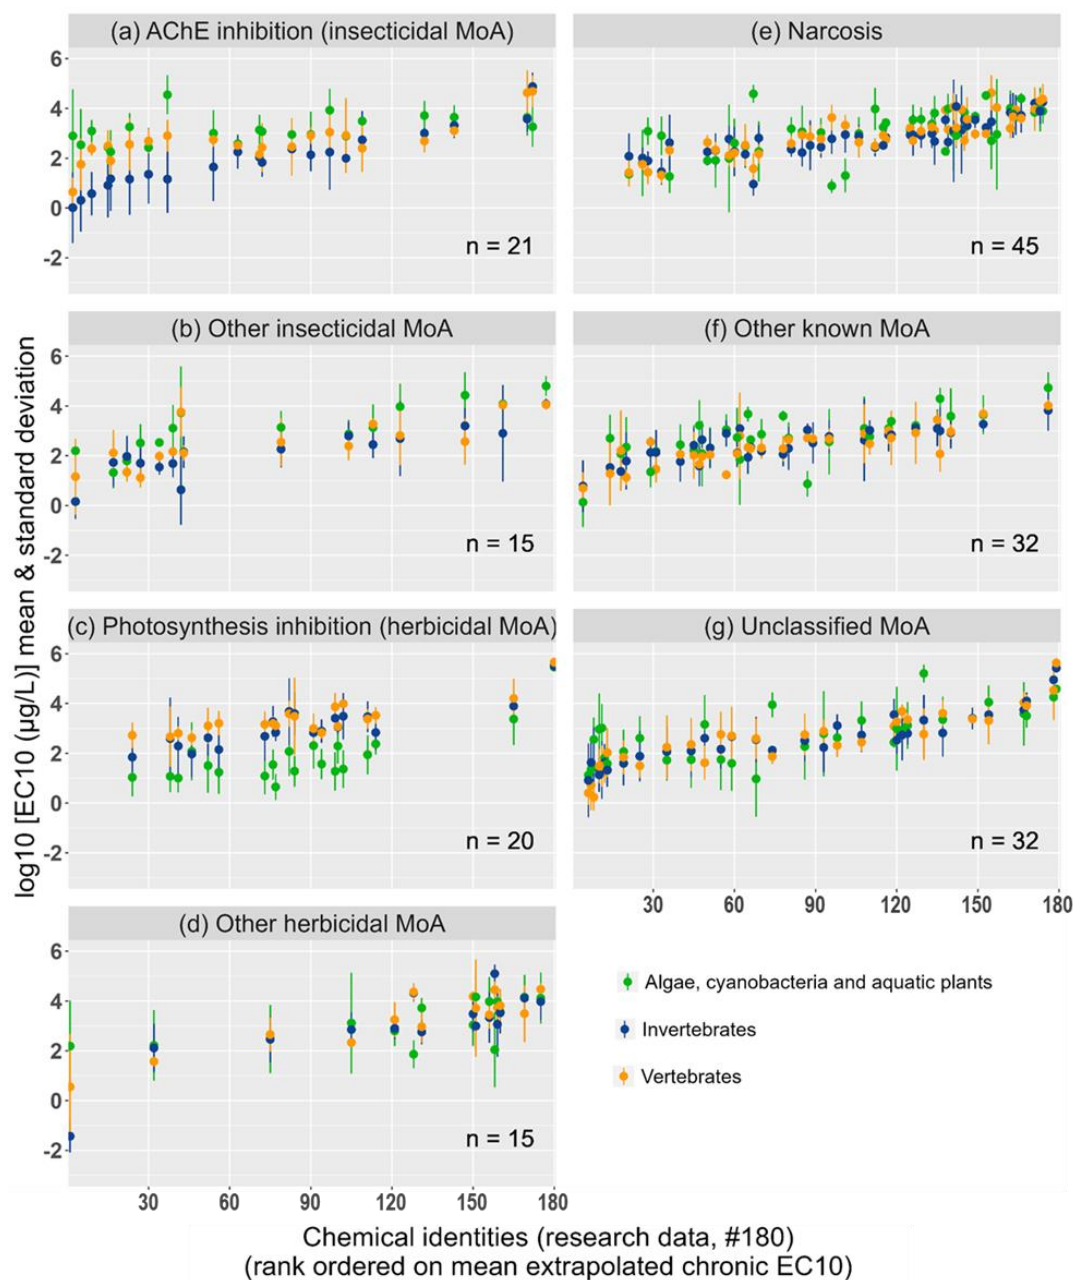 (a) AChE inhibition (insecticidal MoA)
6
4
2
0
-2
n = 21
(e) Narcosis
n = 45
(b) Other insecticidal MoA
6
4
2
0
-2
n = 15
(f) Other known MoA
n = 32
(c) Photosynthesis inhibition (herbicidal MoA)
6
4
2
0
-2
n = 20
(g) Unclassified MoA
n = 32
30 60 90 120 150 180
(d) Other herbicidal MoA
6
4
2
0
-2
n = 15
30 60 90 120 150 180
log10 [EC10 (µg/L)] mean & standard deviation
Algae, cyanobacteria and aquatic plants
Invertebrates
Vertebrates
Chemical identities (research data, #180)
(rank ordered on mean extrapolated chronic EC10)